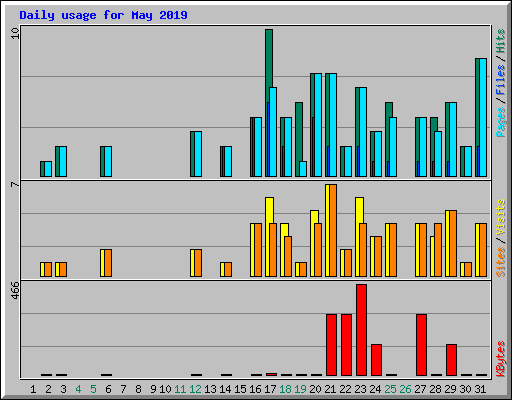 Daily usage for May 2019
10
Pages / Files / Hits
7
Sites / Visits
466
KBytes
1 2 3 4 5 6 7 8 9 10 11 12 13 14 15 16 17 18 19 20 21 22 23 24 25 26 27 28 29 30 31